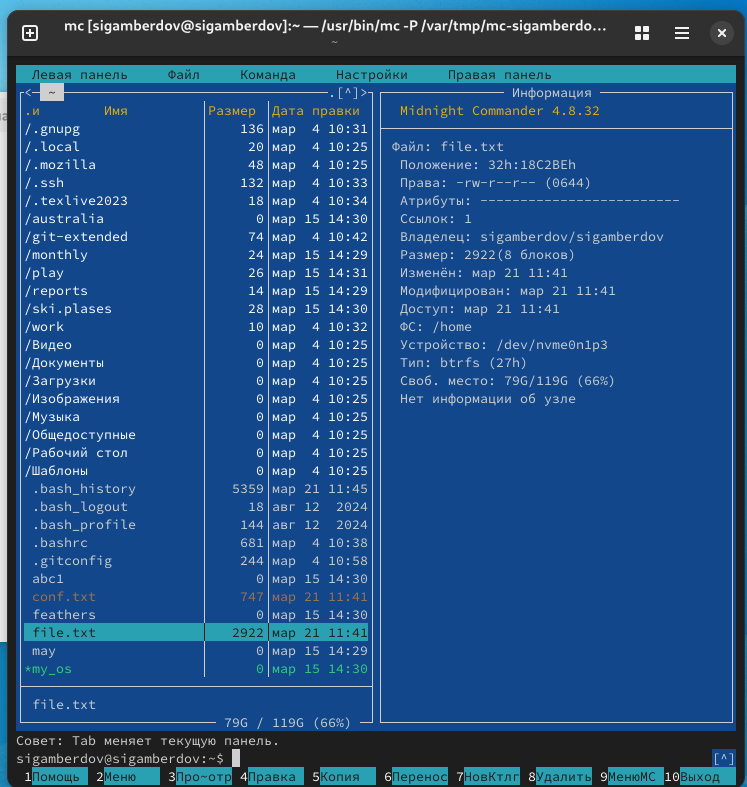 mc [sigamberdov@sigamberdov]:~ — /usr/bin/mc -P /var/tmp/mc-sigamberdo…
~
Левая панель Файл Команда Настройки Правая панель
<— ~ .[^]>
.и Имя Размер Дата правки
/.gnupg 136 мар 4 10:31
/.local 20 мар 4 10:25
/.mozilla 48 мар 4 10:25
/.ssh 132 мар 4 10:33
/.texlive2023 18 мар 4 10:34
/australia 0 мар 15 14:30
/git-extended 74 мар 4 10:42
/monthly 24 мар 15 14:29
/play 26 мар 15 14:31
/reports 14 мар 15 14:29
/ski.plases 28 мар 15 14:30
/work 10 мар 4 10:32
/Видео 0 мар 4 10:25
/Документы 0 мар 4 10:25
/Загрузки 0 мар 4 10:25
/Изображения 0 мар 4 10:25
/Музыка 0 мар 4 10:25
/Общедоступные 0 мар 4 10:25
/Рабочий стол 0 мар 4 10:25
/Шаблоны 0 мар 4 10:25
.bash_history 5359 мар 21 11:45
.bash_logout 18 авг 12 2024
.bash_profile 144 авг 12 2024
.bashrc 681 мар 4 10:38
.gitconfig 244 мар 4 10:58
abc1 0 мар 15 14:30
conf.txt 747 мар 21 11:41
feathers 0 мар 15 14:30
file.txt 2922 мар 21 11:41
may 0 мар 15 14:29
*my_os 0 мар 15 14:30
file.txt
79G / 119G (66%)
Информация
Midnight Commander 4.8.32
Файл: file.txt
Положение: 32h:18C2BEh
Права: -rw-r--r-- (0644)
Атрибуты: -------------------------
Ссылок: 1
Владелец: sigamberdov/sigamberdov
Размер: 2922(8 блоков)
Изменён: мар 21 11:41
Модифицирован: мар 21 11:41
Доступ: мар 21 11:41
ФС: /home
Устройство: /dev/nvme0n1p3
Тип: btrfs (27h)
Своб. место: 79G/119G (66%)
Нет информации об узле
Совет: Tab меняет текущую панель.
sigamberdov@sigamberdov:~$ [^]
1Помощь 2Меню 3Про~отр 4Правка 5Копия 6Перенос 7НовКтлг 8Удалить 9МенюMC 10Выход